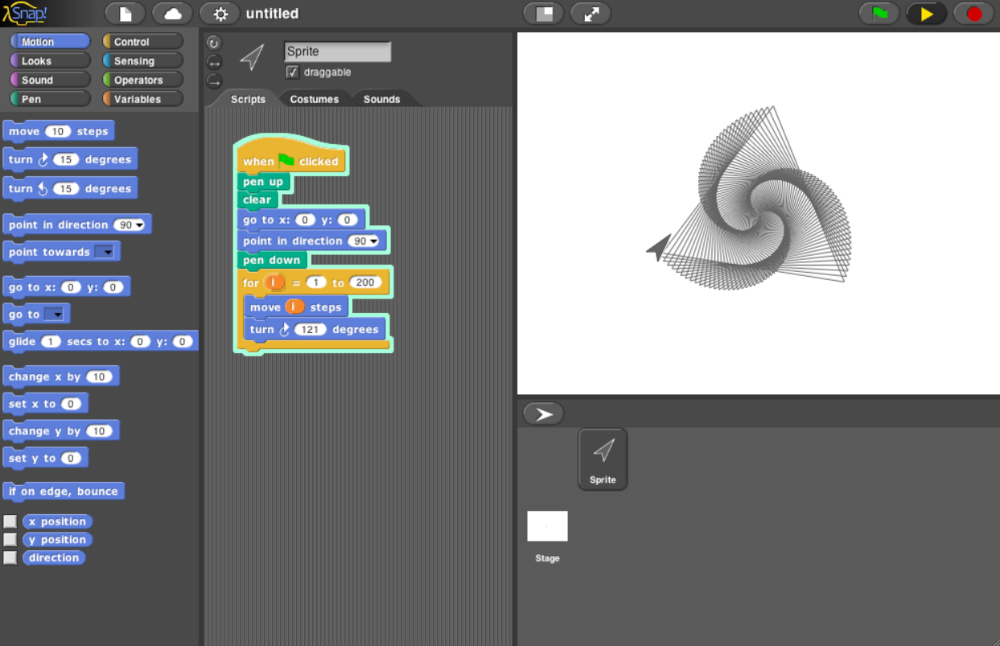 λSnap!
untitled
Motion
Control
Looks
Sensing
Sound
Operators
Pen
Variables
move 10 steps
turn 15 degrees
turn 15 degrees
point in direction 90
point towards
go to x: 0 y: 0
go to
glide 1 secs to x: 0 y: 0
change x by 10
set x to 0
change y by 10
set y to 0
if on edge, bounce
x position
y position
direction
Sprite
draggable
Scripts
Costumes
Sounds
when clicked
pen up
clear
go to x: 0 y: 0
point in direction 90
pen down
for i = 1 to 200
move i steps
turn 121 degrees
Sprite
Stage